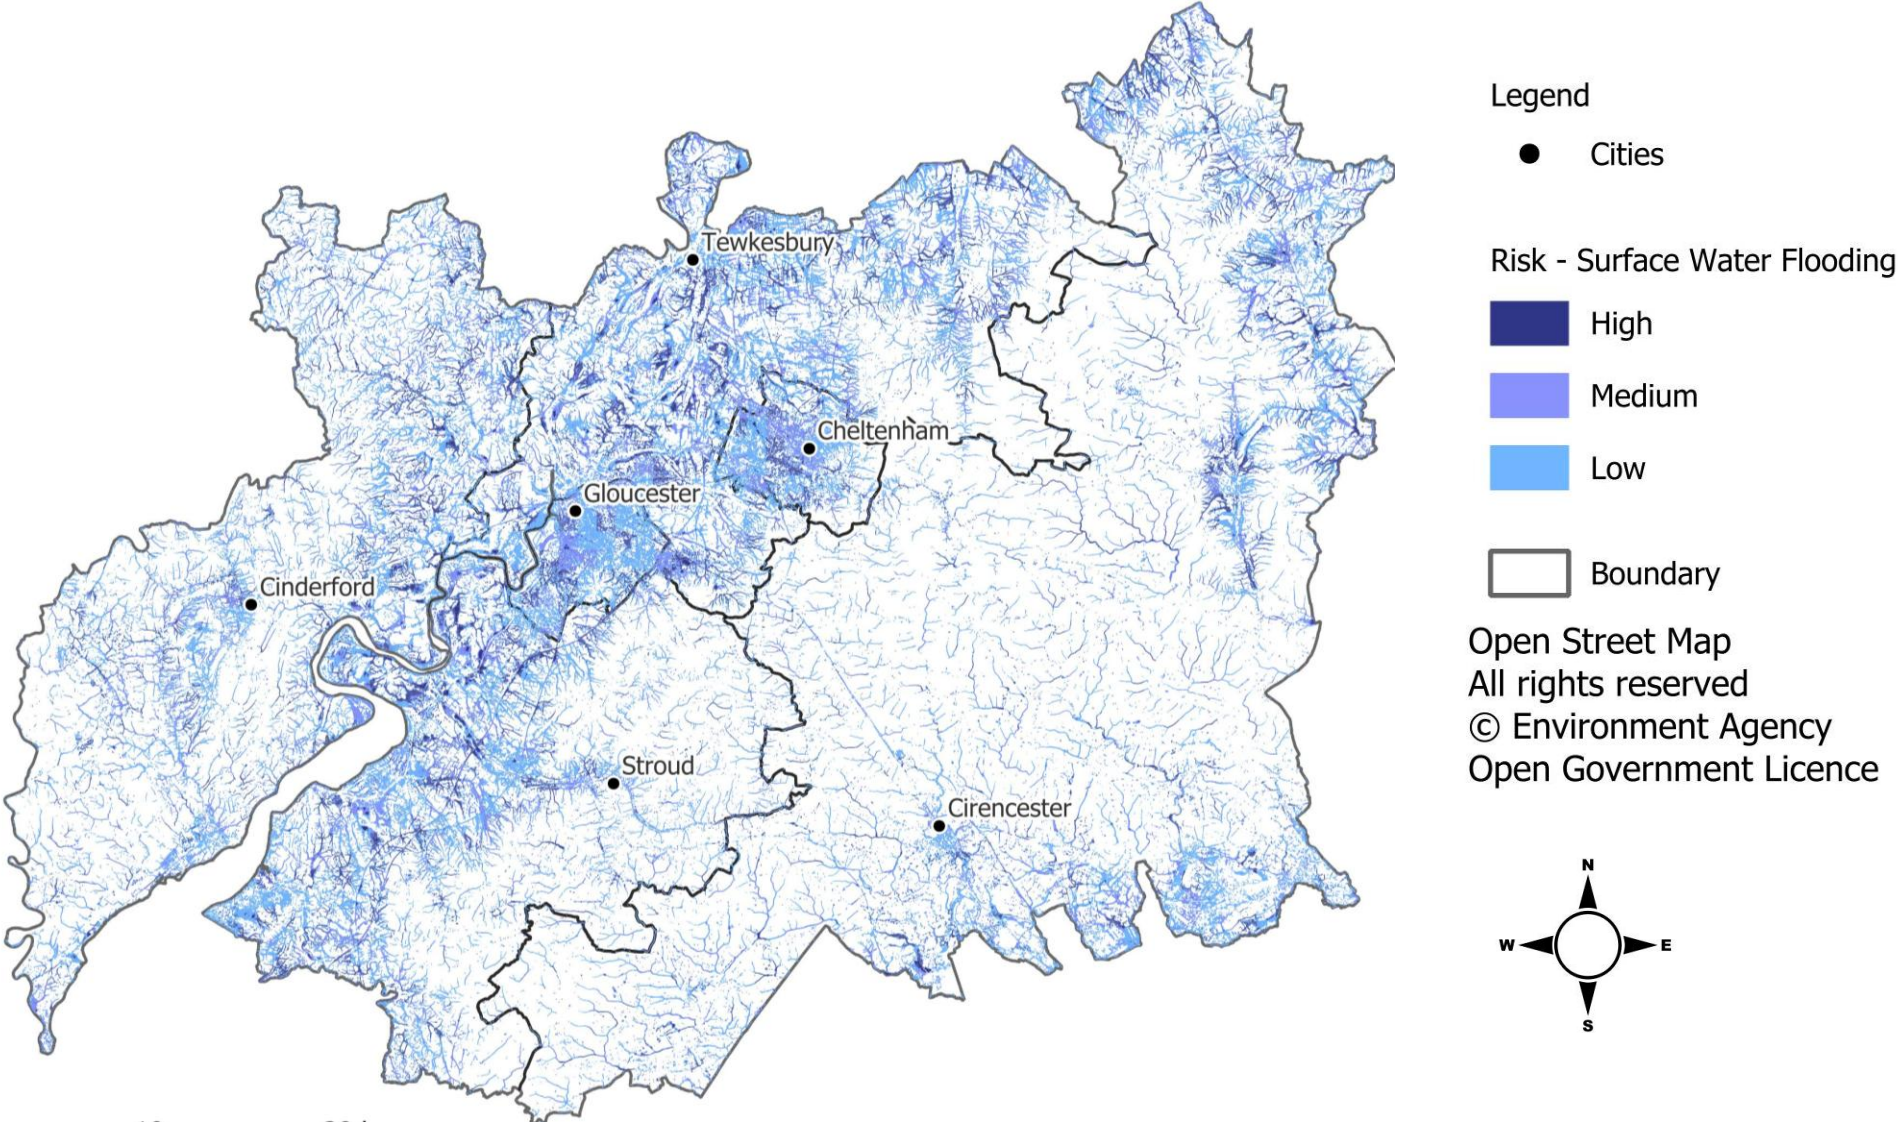 Tewkesbury
Cheltenham
Gloucester
Cinderford
Stroud
Cirencester
Legend
Cities
Risk - Surface Water Flooding
High
Medium
Low
Boundary
Open Street Map
All rights reserved
© Environment Agency
Open Government Licence
N
W E
S